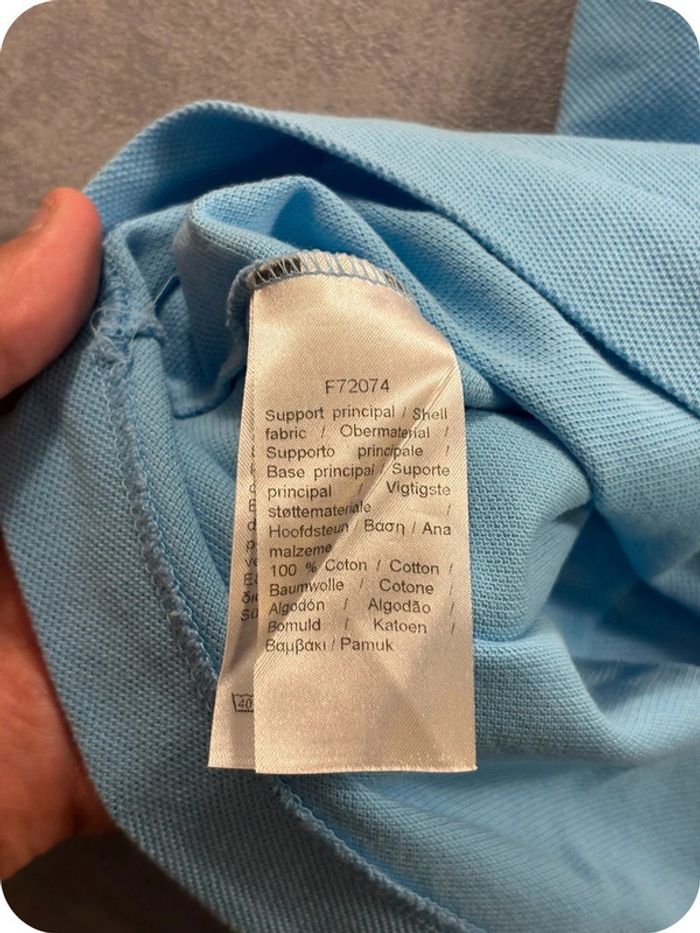 F72074
Support principal / Shell
fabric / Obermaterial /
Supporto principale /
Base principal / Suporte
principal / Vigtigste
støttemateriale /
Hoofdsteun / Βάση / Ana
malzeme
100 % Coton / Cotton /
Baumwolle / Cotone /
Algodón / Algodão /
Bomuld / Katoen /
Βαμβάκι / Pamuk
40